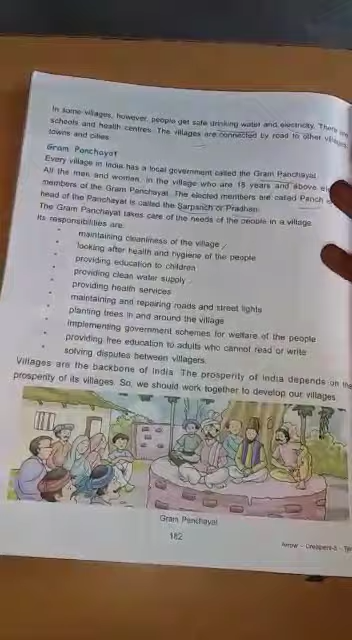 In some villages, however, people get safe drinking water and electricity. There are
schools and health centres. The villages are connected by road to other villages,
towns and cities.
Gram Panchayat
Every village in India has a local government called the Gram Panchayat.
All the men and women, in the village who are 18 years and above
members of the Gram Panchayat. The elected members are called Panch
head of the Panchayat is called the Sarpanch or Pradhan.
The Gram Panchayat takes care of the needs of the people in a village.
Its responsibilities are:
• maintaining cleanliness of the village
• looking after health and hygiene of the people
• providing education to children
• providing clean water supply
• providing health services
• maintaining and repairing roads and street lights
• planting trees in and around the village
• implementing government schemes for welfare of the people
• providing free education to adults who cannot read or write
• solving disputes between villagers.
Villages are the backbone of India. The prosperity of India depends on the
prosperity of its villages. So, we should work together to develop our villages.
Gram Panchayat
182